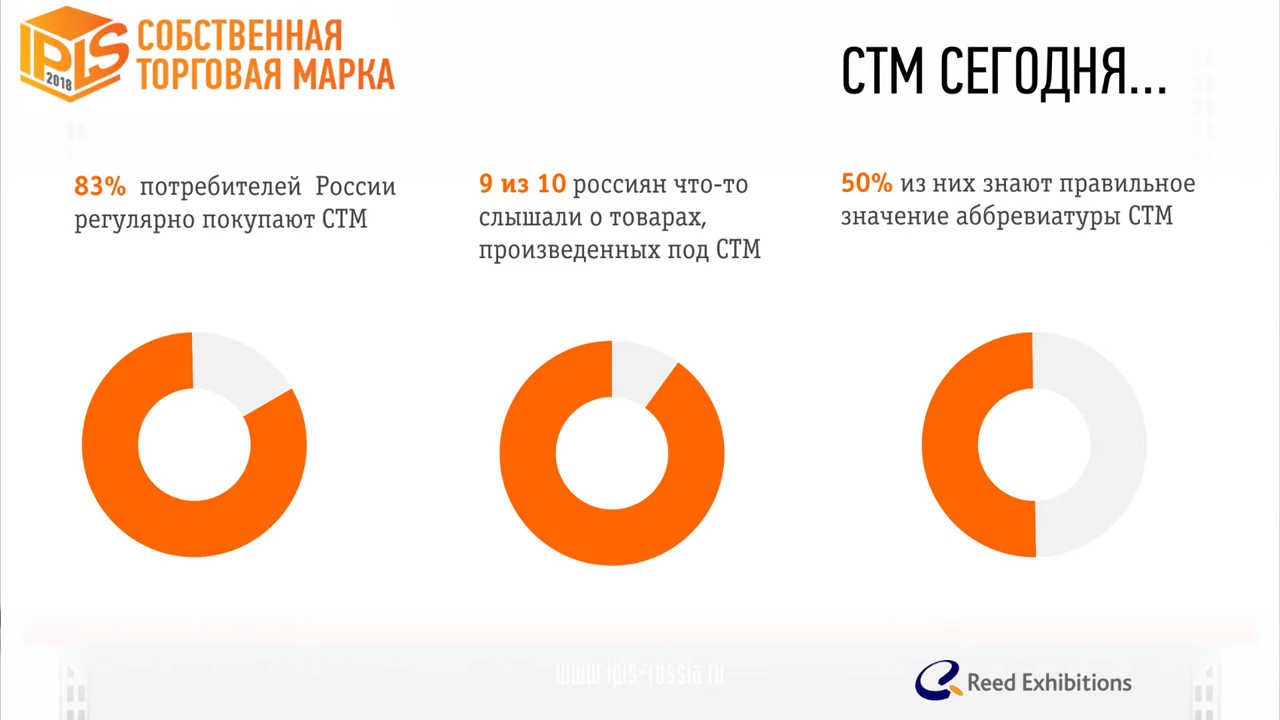 IPLS
2018
СОБСТВЕННАЯ
ТОРГОВАЯ МАРКА
СТМ СЕГОДНЯ...
83% потребителей России
регулярно покупают СТМ
9 из 10 россиян что-то
слышали о товарах,
произведенных под СТМ
50% из них знают правильное
значение аббревиатуры СТМ
www.ipls-russia.ru
Reed Exhibitions